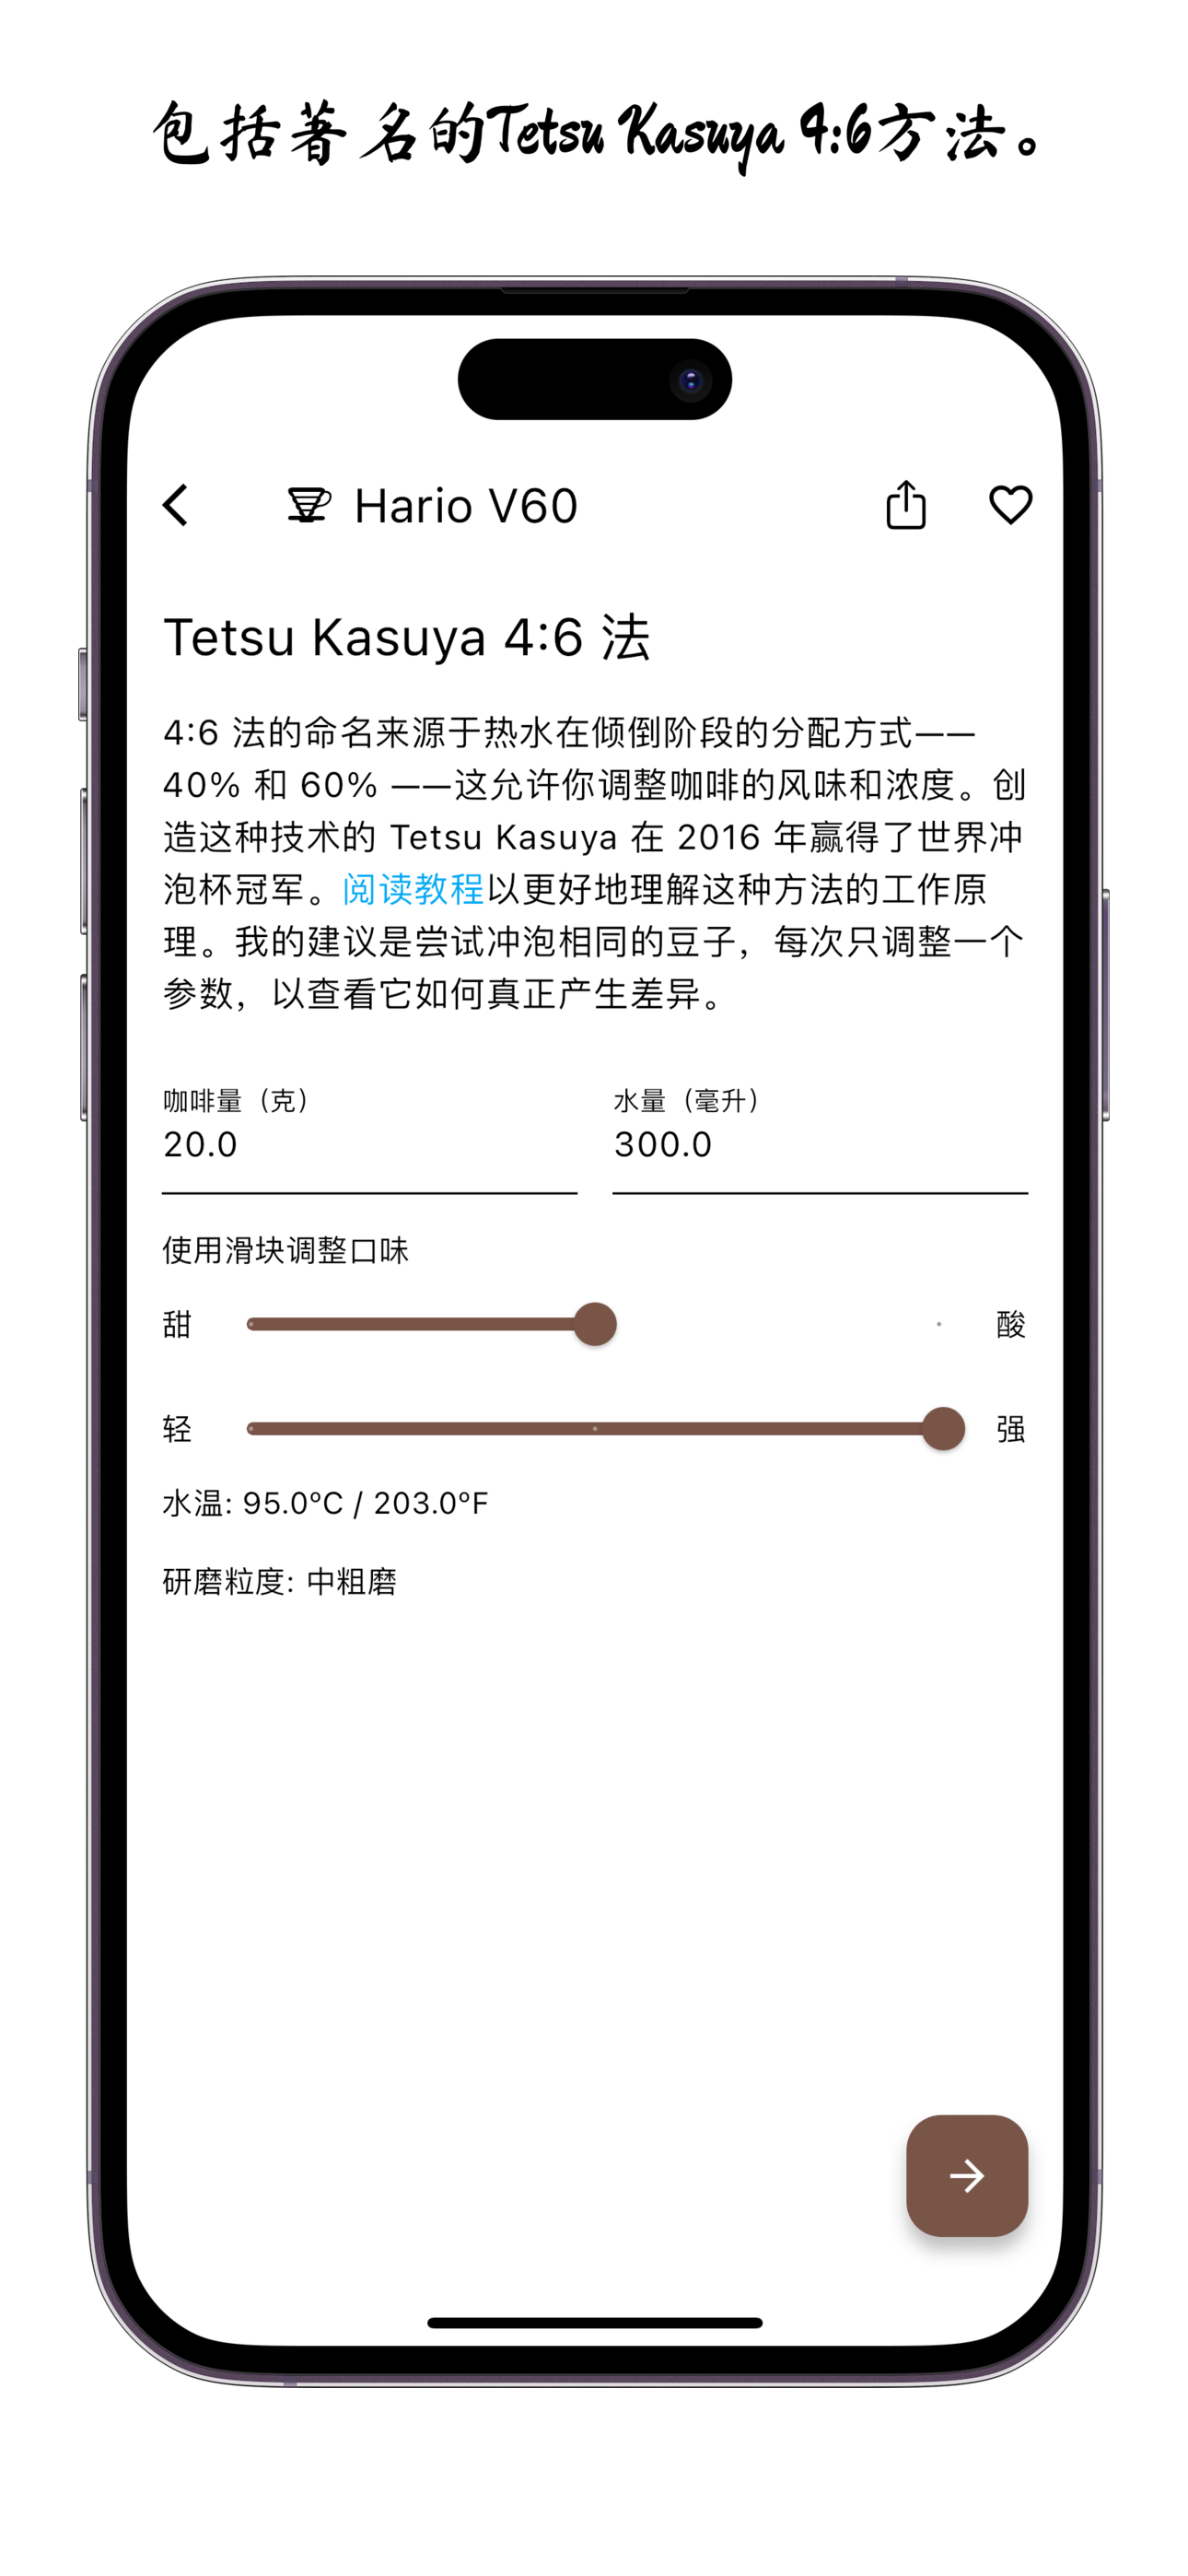 包括著名的Tetsu Kasuya 4:6方法。
Hario V60
Tetsu Kasuya 4:6 法
4:6 法的命名来源于热水在倾倒阶段的分配方式——
40% 和 60% ——这允许你调整咖啡的风味和浓度。创
造这种技术的 Tetsu Kasuya 在 2016 年赢得了世界冲
泡杯冠军。阅读教程以更好地理解这种方法的工作原
理。我的建议是尝试冲泡相同的豆子，每次只调整一个
参数，以查看它如何真正产生差异。
咖啡量（克） 水量（毫升）
20.0 300.0
使用滑块调整口味
甜 酸
轻 强
水温: 95.0ºC / 203.0ºF
研磨粒度: 中粗磨